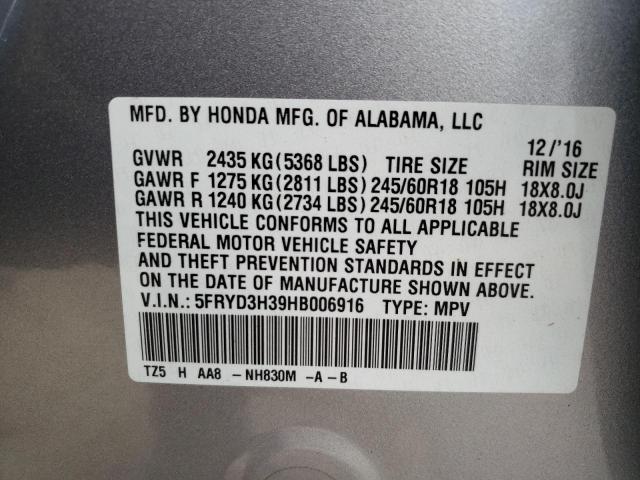 MFD. BY HONDA MFG. OF ALABAMA, LLC
12/'16
GVWR 2435 KG(5368 LBS) TIRE SIZE RIM SIZE
GAWR F 1275 KG(2811 LBS) 245/60R18 105H 18X8.0J
GAWR R 1240 KG(2734 LBS) 245/60R18 105H 18X8.0J
THIS VEHICLE CONFORMS TO ALL APPLICABLE
FEDERAL MOTOR VEHICLE SAFETY
AND THEFT PREVENTION STANDARDS IN EFFECT
ON THE DATE OF MANUFACTURE SHOWN ABOVE.
V.I.N.: 5FRYD3H39HB006916 TYPE: MPV
TZ5 H AA8 -NH830M -A-B